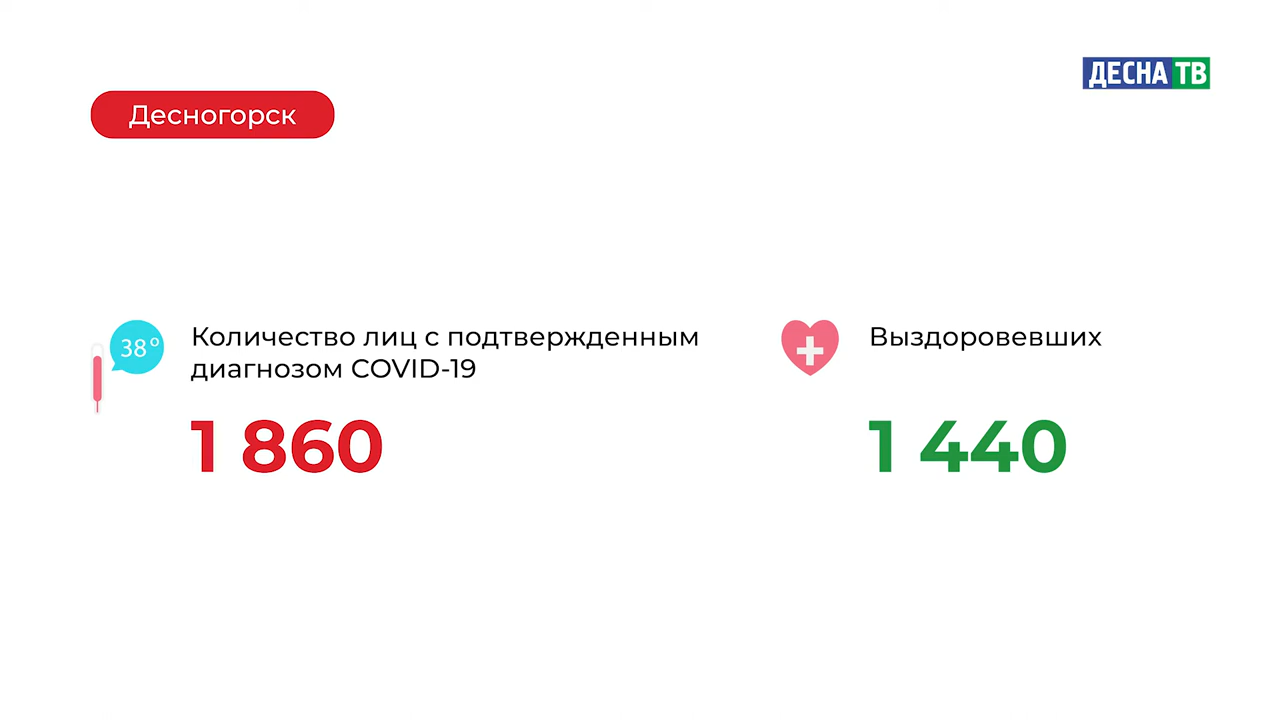 ДЕСНА ТВ
Десногорск
38°
Количество лиц с подтвержденным
диагнозом COVID-19
1 860
Выздоровевших
1 440